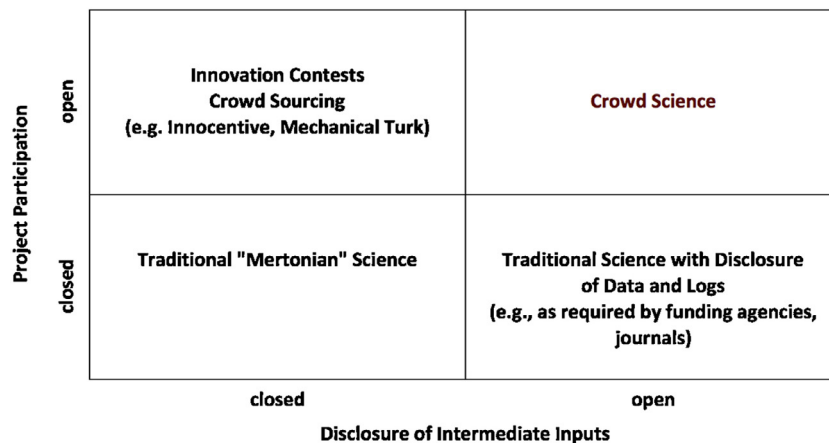 Project Participation
open
closed
Innovation Contests
Crowd Sourcing
(e.g. Innocentive, Mechanical Turk)
Crowd Science
Traditional "Mertonian" Science
Traditional Science with Disclosure
of Data and Logs
(e.g., as required by funding agencies,
journals)
closed
open
Disclosure of Intermediate Inputs